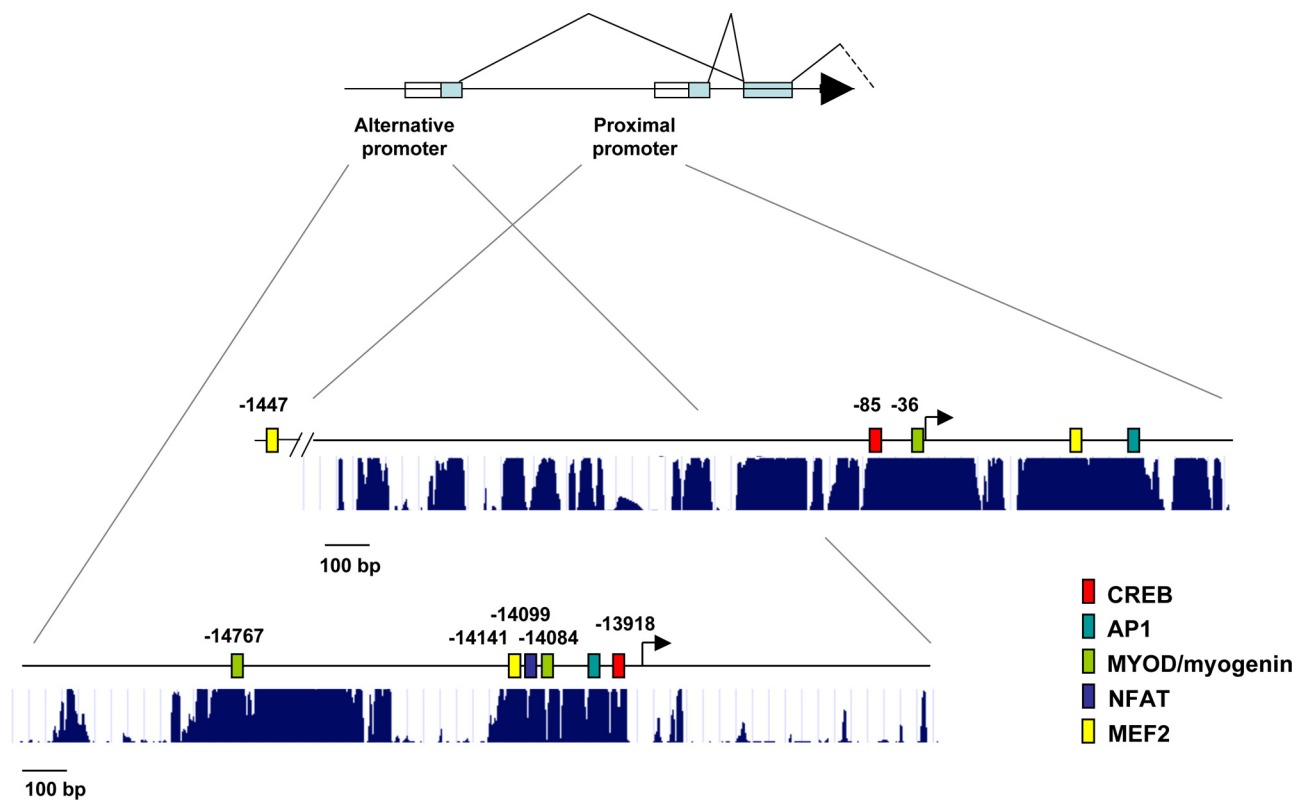 Alternative
promoter
Proximal
promoter
-1447
-85
-36
100 bp
-14767
-14141
-14099
-14084
-13918
100 bp
CREB
AP1
MYOD/myogenin
NFAT
MEF2